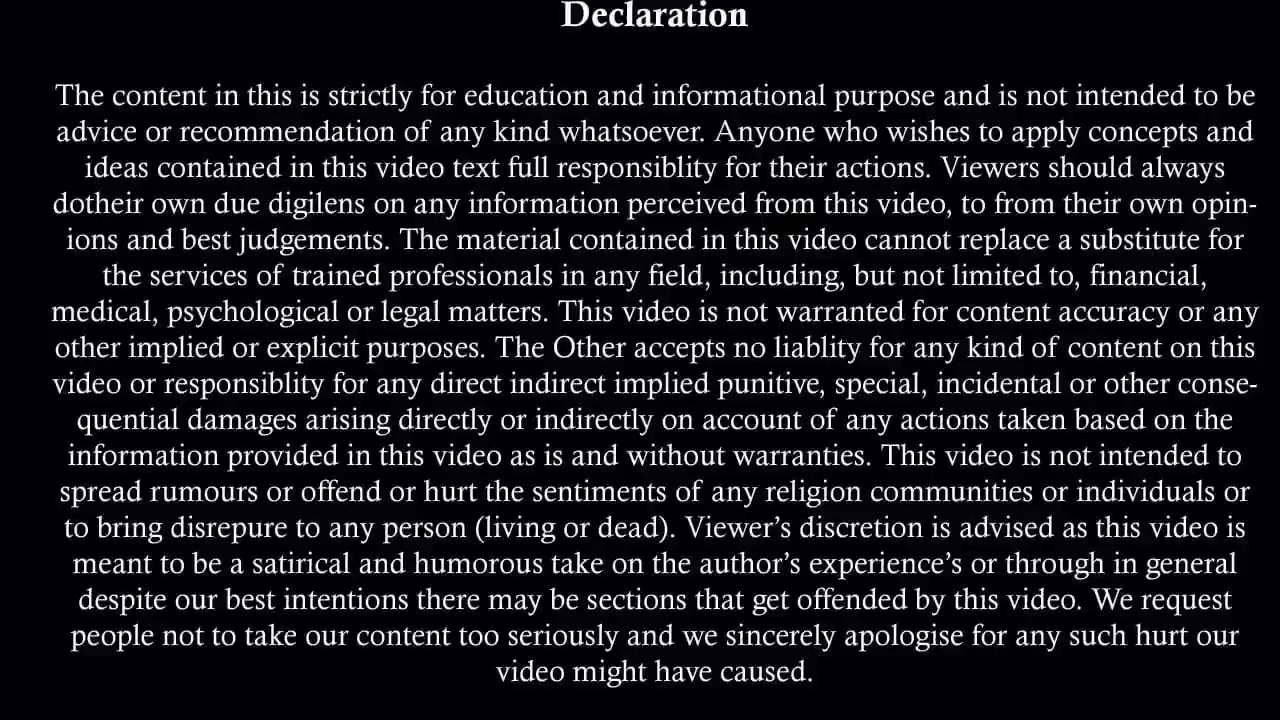 Declaration
The content in this is strictly for education and informational purpose and is not intended to be
advice or recommendation of any kind whatsoever. Anyone who wishes to apply concepts and
ideas contained in this video text full responsiblity for their actions. Viewers should always
dotheir own due digilens on any information perceived from this video, to from their own opin-
ions and best judgements. The material contained in this video cannot replace a substitute for
the services of trained professionals in any field, including, but not limited to, financial,
medical, psychological or legal matters. This video is not warranted for content accuracy or any
other implied or explicit purposes. The Other accepts no liablity for any kind of content on this
video or responsiblity for any direct indirect implied punitive, special, incidental or other conse-
quential damages arising directly or indirectly on account of any actions taken based on the
information provided in this video as is and without warranties. This video is not intended to
spread rumours or offend or hurt the sentiments of any religion communities or individuals or
to bring disrepure to any person (living or dead). Viewer’s discretion is advised as this video is
meant to be a satirical and humorous take on the author’s experience’s or through in general
despite our best intentions there may be sections that get offended by this video. We request
people not to take our content too seriously and we sincerely apologise for any such hurt our
video might have caused.